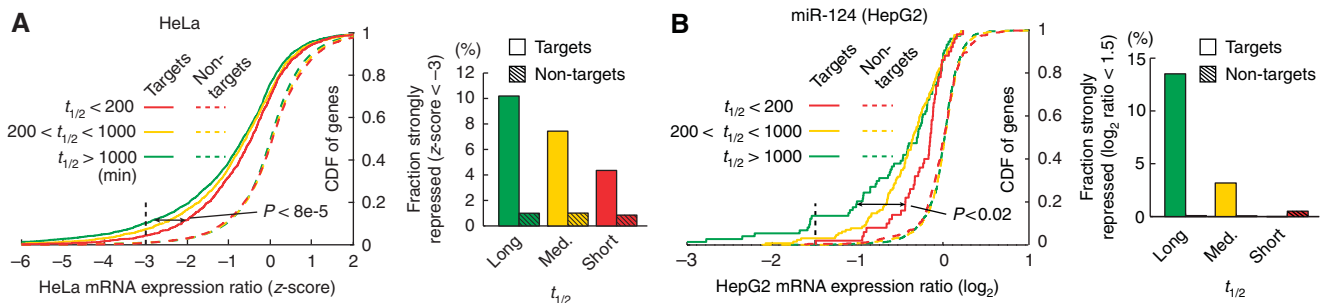 A
HeLa
Targets
Non-targets
t1/2 < 200
200 < t1/2 < 1000
t1/2 > 1000
(min)
P < 8e-5
1
0.8
0.6
0.4
0.2
0
CDF of genes
−6 −5 −4 −3 −2 −1 0 1 2
HeLa mRNA expression ratio (z-score)
(%)
Targets
Non-targets
Fraction strongly
repressed (z-score < −3)
12
10
8
6
4
2
0
Long Med. Short
t1/2
B
miR-124 (HepG2)
Targets
Non-targets
t1/2 < 200
200 < t1/2 < 1000
t1/2 > 1000
P < 0.02
1
0.8
0.6
0.4
0.2
0
CDF of genes
−3 −2 −1 0 1
HepG2 mRNA expression ratio (log2)
(%)
Targets
Non-targets
Fraction strongly
repressed (log2 ratio < 1.5)
15
10
5
0
Long Med. Short
t1/2